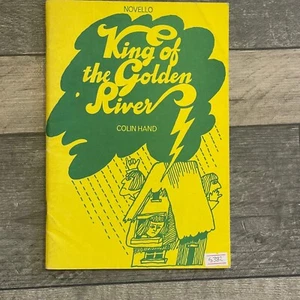 NOVELLO
King of
the Golden
River
COLIN HAND